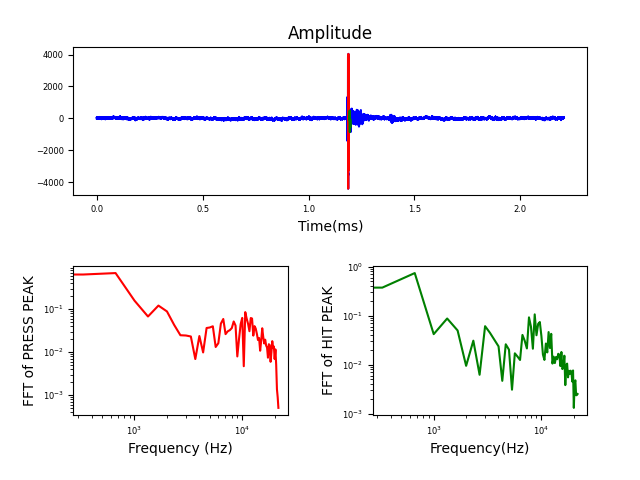 Amplitude
4000
2000
0
−2000
−4000
0.0 0.5 1.0 1.5 2.0
Time(ms)
FFT of PRESS PEAK
10⁻¹
10⁻²
10⁻³
10³ 10⁴
Frequency (Hz)
FFT of HIT PEAK
10⁰
10⁻¹
10⁻²
10⁻³
10³ 10⁴
Frequency(Hz)